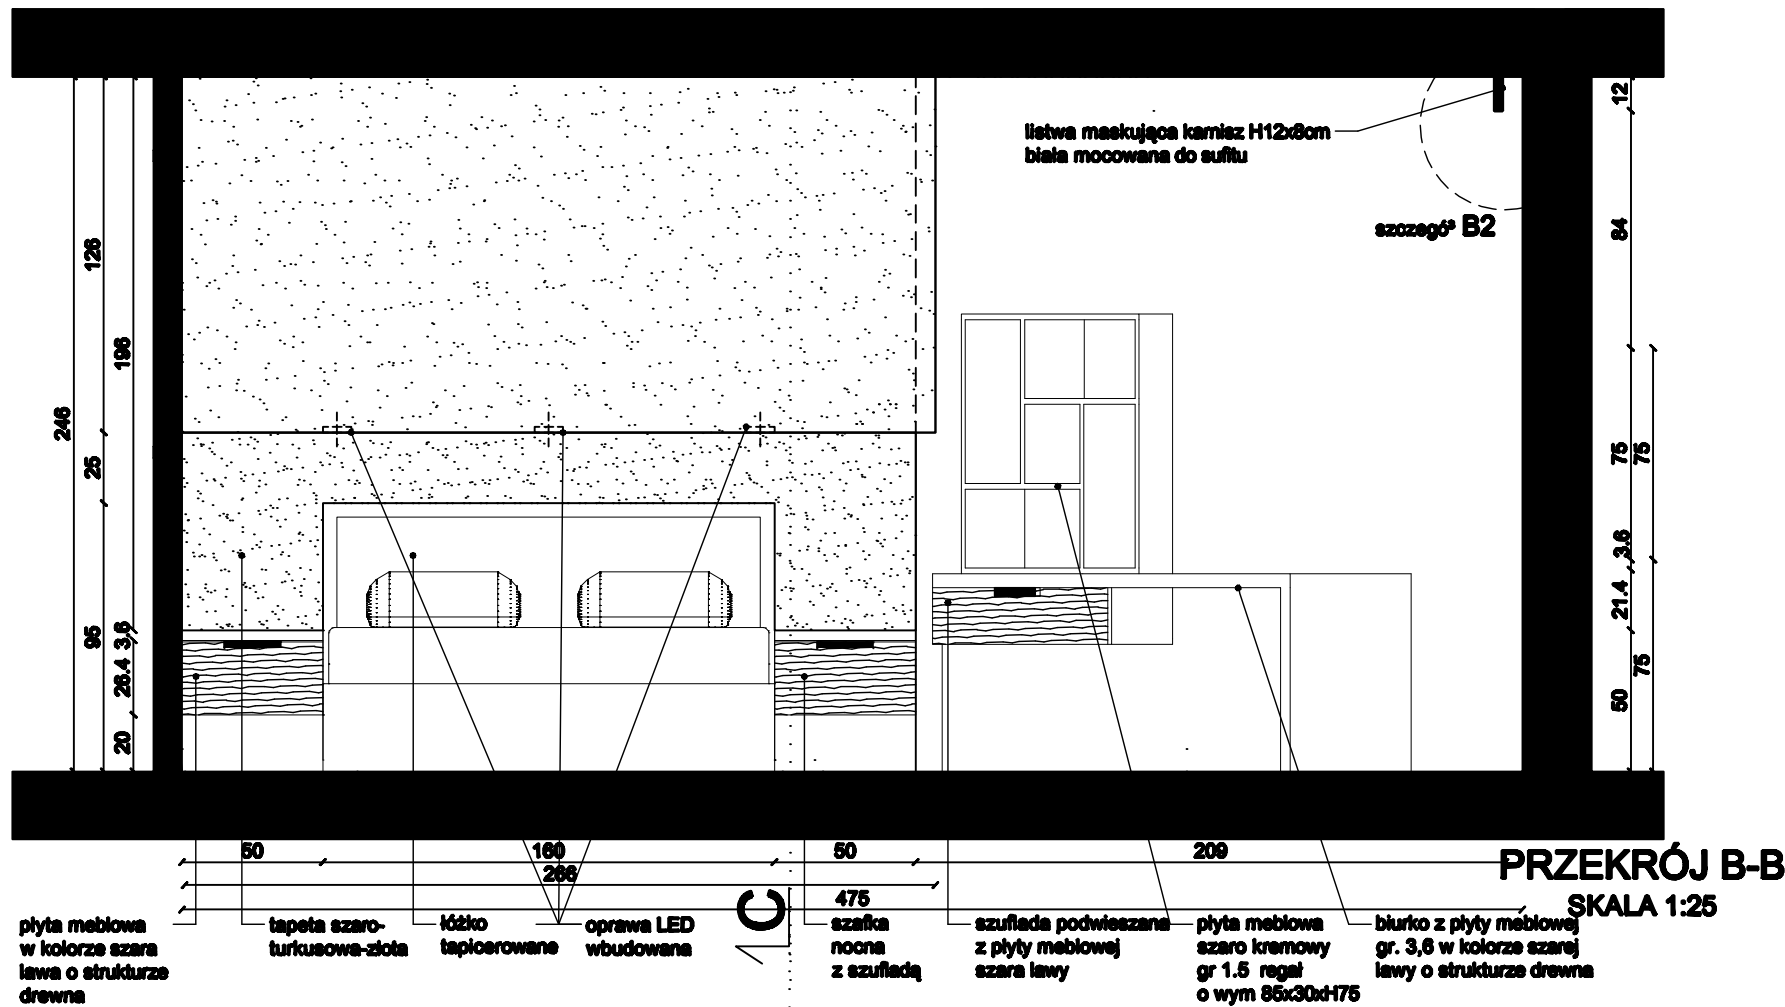 listwa maskująca karnisz H12x8cm
biała mocowana do sufitu
szczegó³ B2
246
126
25
95
196
3,6
26.4
20
12
84
75
75
3.6
21.4
75
50
50
160
50
209
266
475
C
PRZEKRÓJ B-B
SKALA 1:25
płyta meblowa
w kolorze szara
lawa o strukturze
drewna
tapeta szaro-
turkusowa-złota
łóżko
tapicerowane
oprawa LED
wbudowana
szafka
nocna
z szufladą
szuflada podwieszana
z płyty meblowej
szara lawy
płyta meblowa
szaro kremowy
gr 1.5 regał
o wym 85x30xH75
biurko z płyty meblowej
gr. 3,6 w kolorze szarej
lawy o strukturze drewna